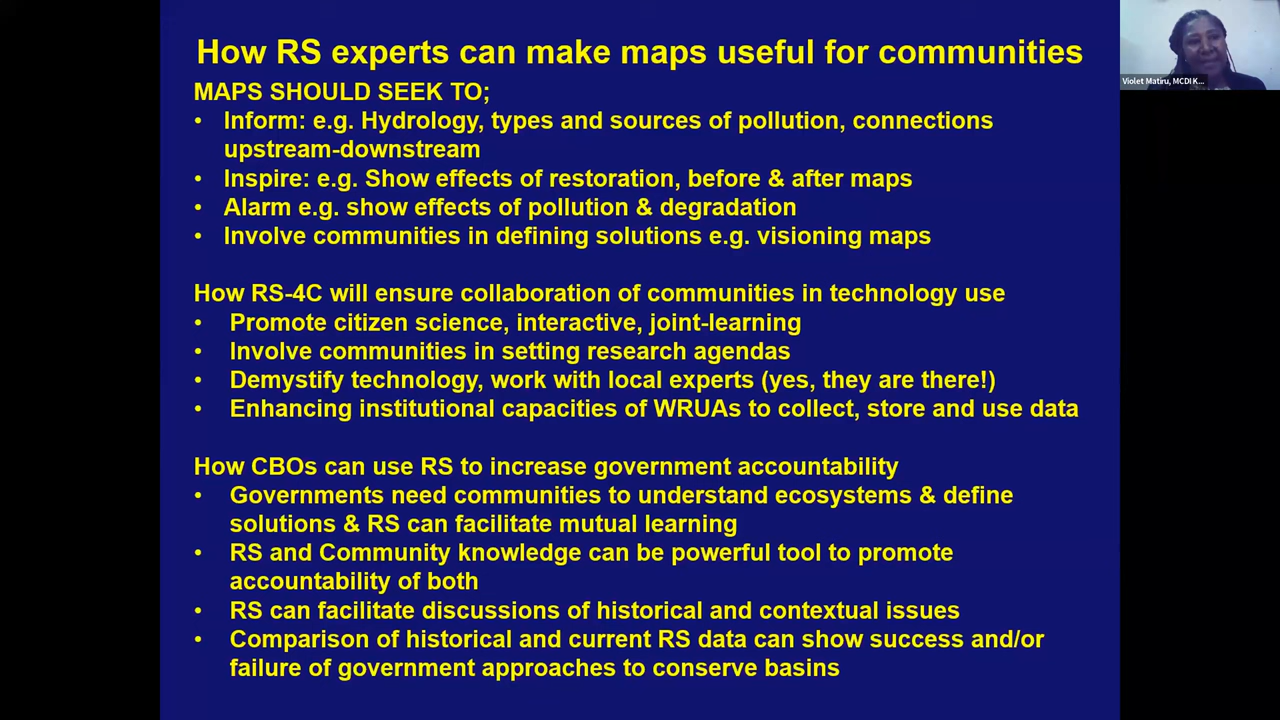 How RS experts can make maps useful for communities
MAPS SHOULD SEEK TO;
• Inform: e.g. Hydrology, types and sources of pollution, connections
upstream-downstream
• Inspire: e.g. Show effects of restoration, before & after maps
• Alarm e.g. show effects of pollution & degradation
• Involve communities in defining solutions e.g. visioning maps
How RS-4C will ensure collaboration of communities in technology use
• Promote citizen science, interactive, joint-learning
• Involve communities in setting research agendas
• Demystify technology, work with local experts (yes, they are there!)
• Enhancing institutional capacities of WRUAs to collect, store and use data
How CBOs can use RS to increase government accountability
• Governments need communities to understand ecosystems & define
solutions & RS can facilitate mutual learning
• RS and Community knowledge can be powerful tool to promote
accountability of both
• RS can facilitate discussions of historical and contextual issues
• Comparison of historical and current RS data can show success and/or
failure of government approaches to conserve basins
Violet Matiru, MCDI K...